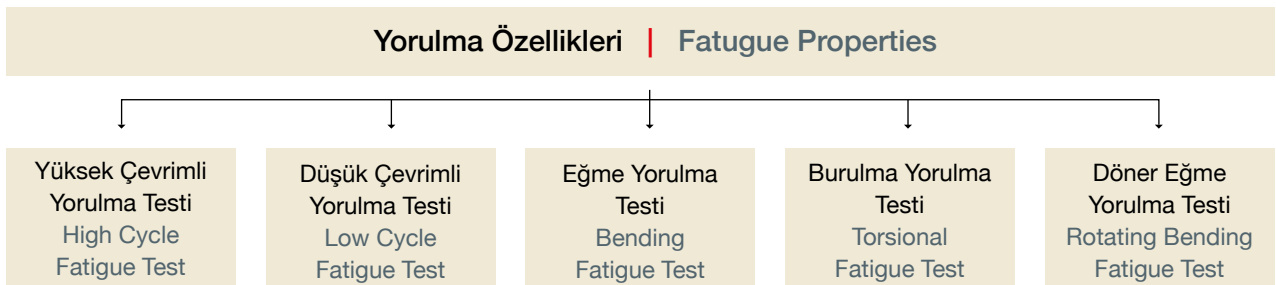 Yorulma Özellikleri | Fatugue Properties
Yüksek Çevrimli
Yorulma Testi
High Cycle
Fatigue Test
Düşük Çevrimli
Yorulma Testi
Low Cycle
Fatigue Test
Eğme Yorulma
Testi
Bending
Fatigue Test
Burulma Yorulma
Testi
Torsional
Fatigue Test
Döner Eğme
Yorulma Testi
Rotating Bending
Fatigue Test